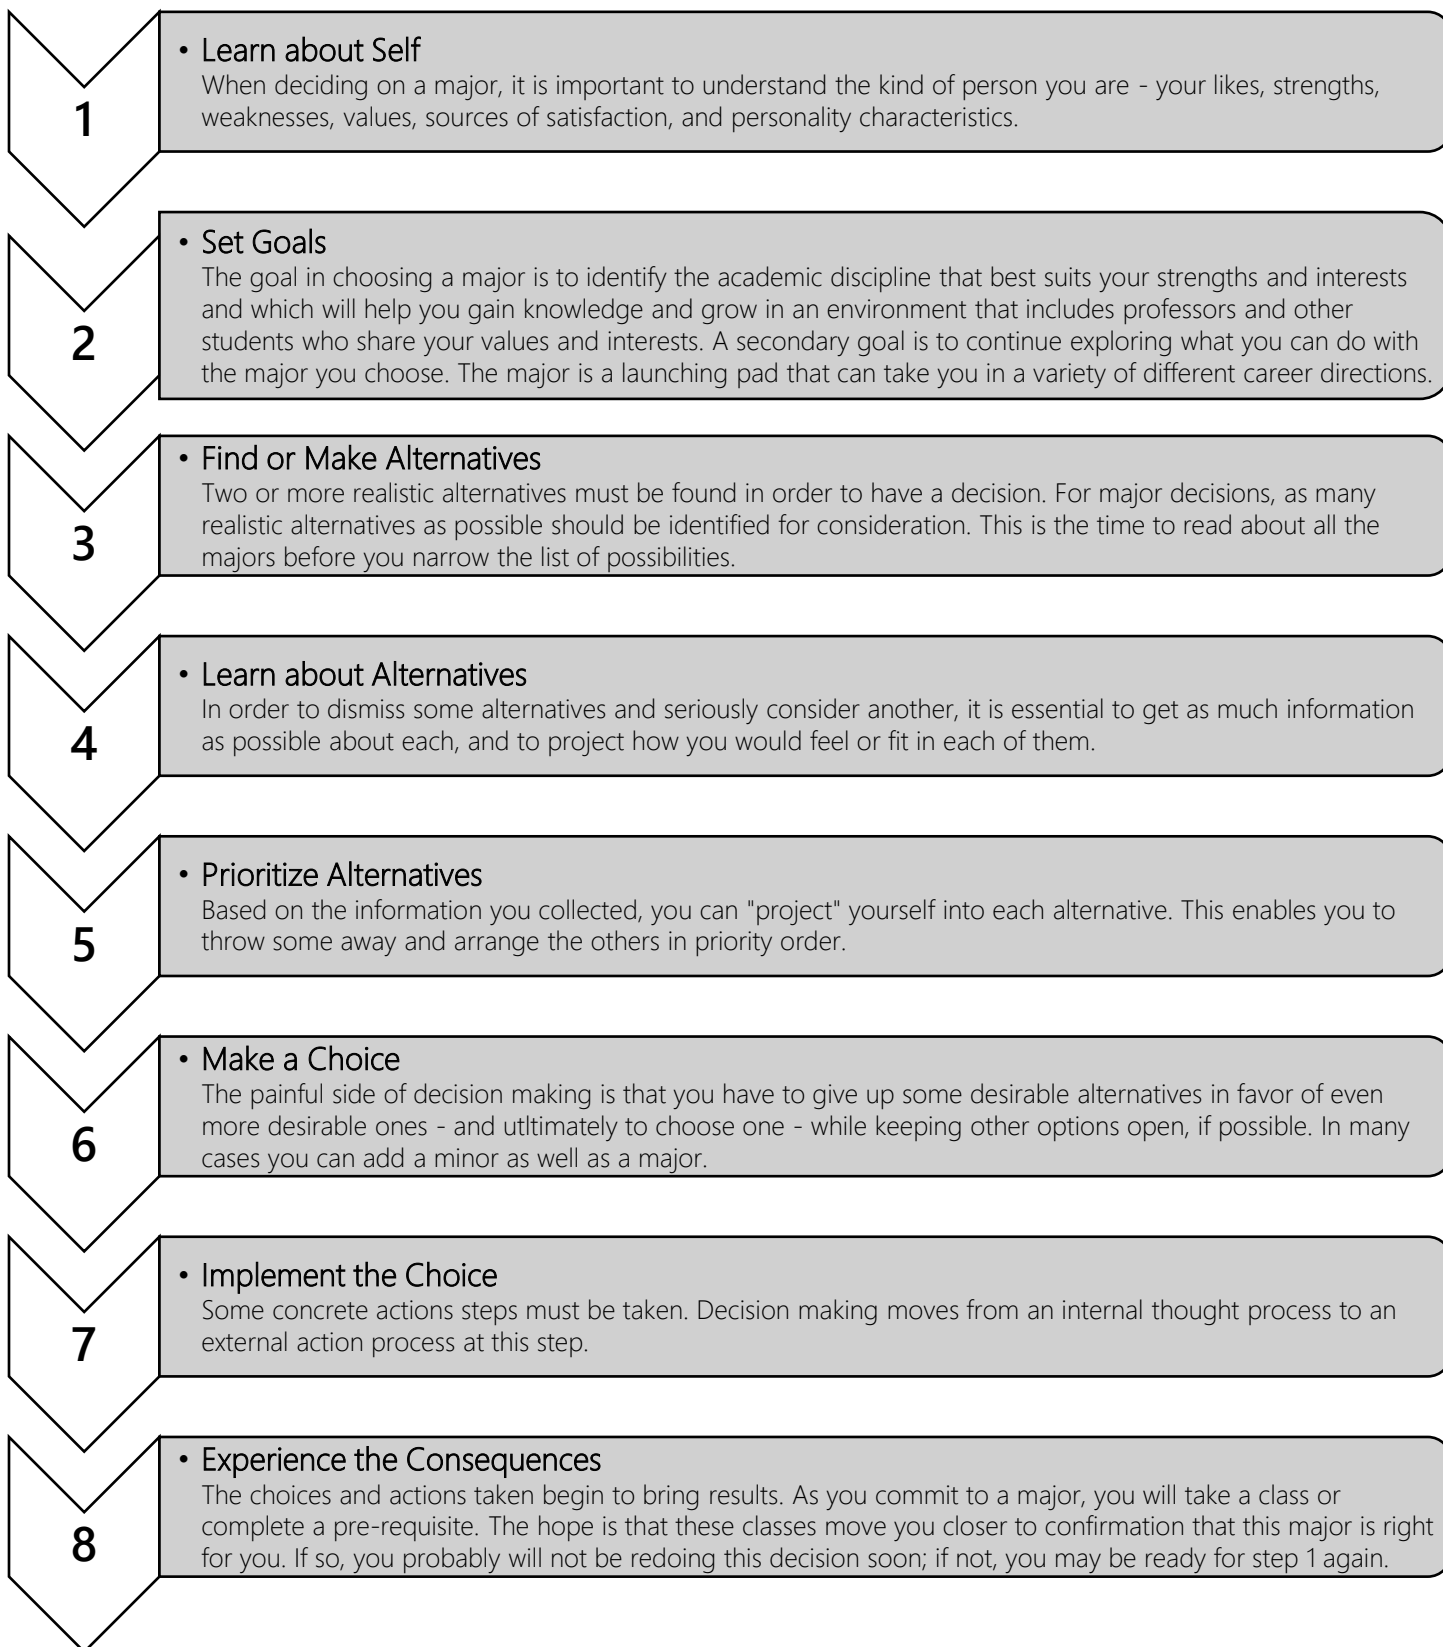 1
• Learn about Self
When deciding on a major, it is important to understand the kind of person you are - your likes, strengths,
weaknesses, values, sources of satisfaction, and personality characteristics.
2
• Set Goals
The goal in choosing a major is to identify the academic discipline that best suits your strengths and interests
and which will help you gain knowledge and grow in an environment that includes professors and other
students who share your values and interests. A secondary goal is to continue exploring what you can do with
the major you choose. The major is a launching pad that can take you in a variety of different career directions.
3
• Find or Make Alternatives
Two or more realistic alternatives must be found in order to have a decision. For major decisions, as many
realistic alternatives as possible should be identified for consideration. This is the time to read about all the
majors before you narrow the list of possibilities.
4
• Learn about Alternatives
In order to dismiss some alternatives and seriously consider another, it is essential to get as much information
as possible about each, and to project how you would feel or fit in each of them.
5
• Prioritize Alternatives
Based on the information you collected, you can "project" yourself into each alternative. This enables you to
throw some away and arrange the others in priority order.
6
• Make a Choice
The painful side of decision making is that you have to give up some desirable alternatives in favor of even
more desirable ones - and utltimately to choose one - while keeping other options open, if possible. In many
cases you can add a minor as well as a major.
7
• Implement the Choice
Some concrete actions steps must be taken. Decision making moves from an internal thought process to an
external action process at this step.
8
• Experience the Consequences
The choices and actions taken begin to bring results. As you commit to a major, you will take a class or
complete a pre-requisite. The hope is that these classes move you closer to confirmation that this major is right
for you. If so, you probably will not be redoing this decision soon; if not, you may be ready for step 1 again.